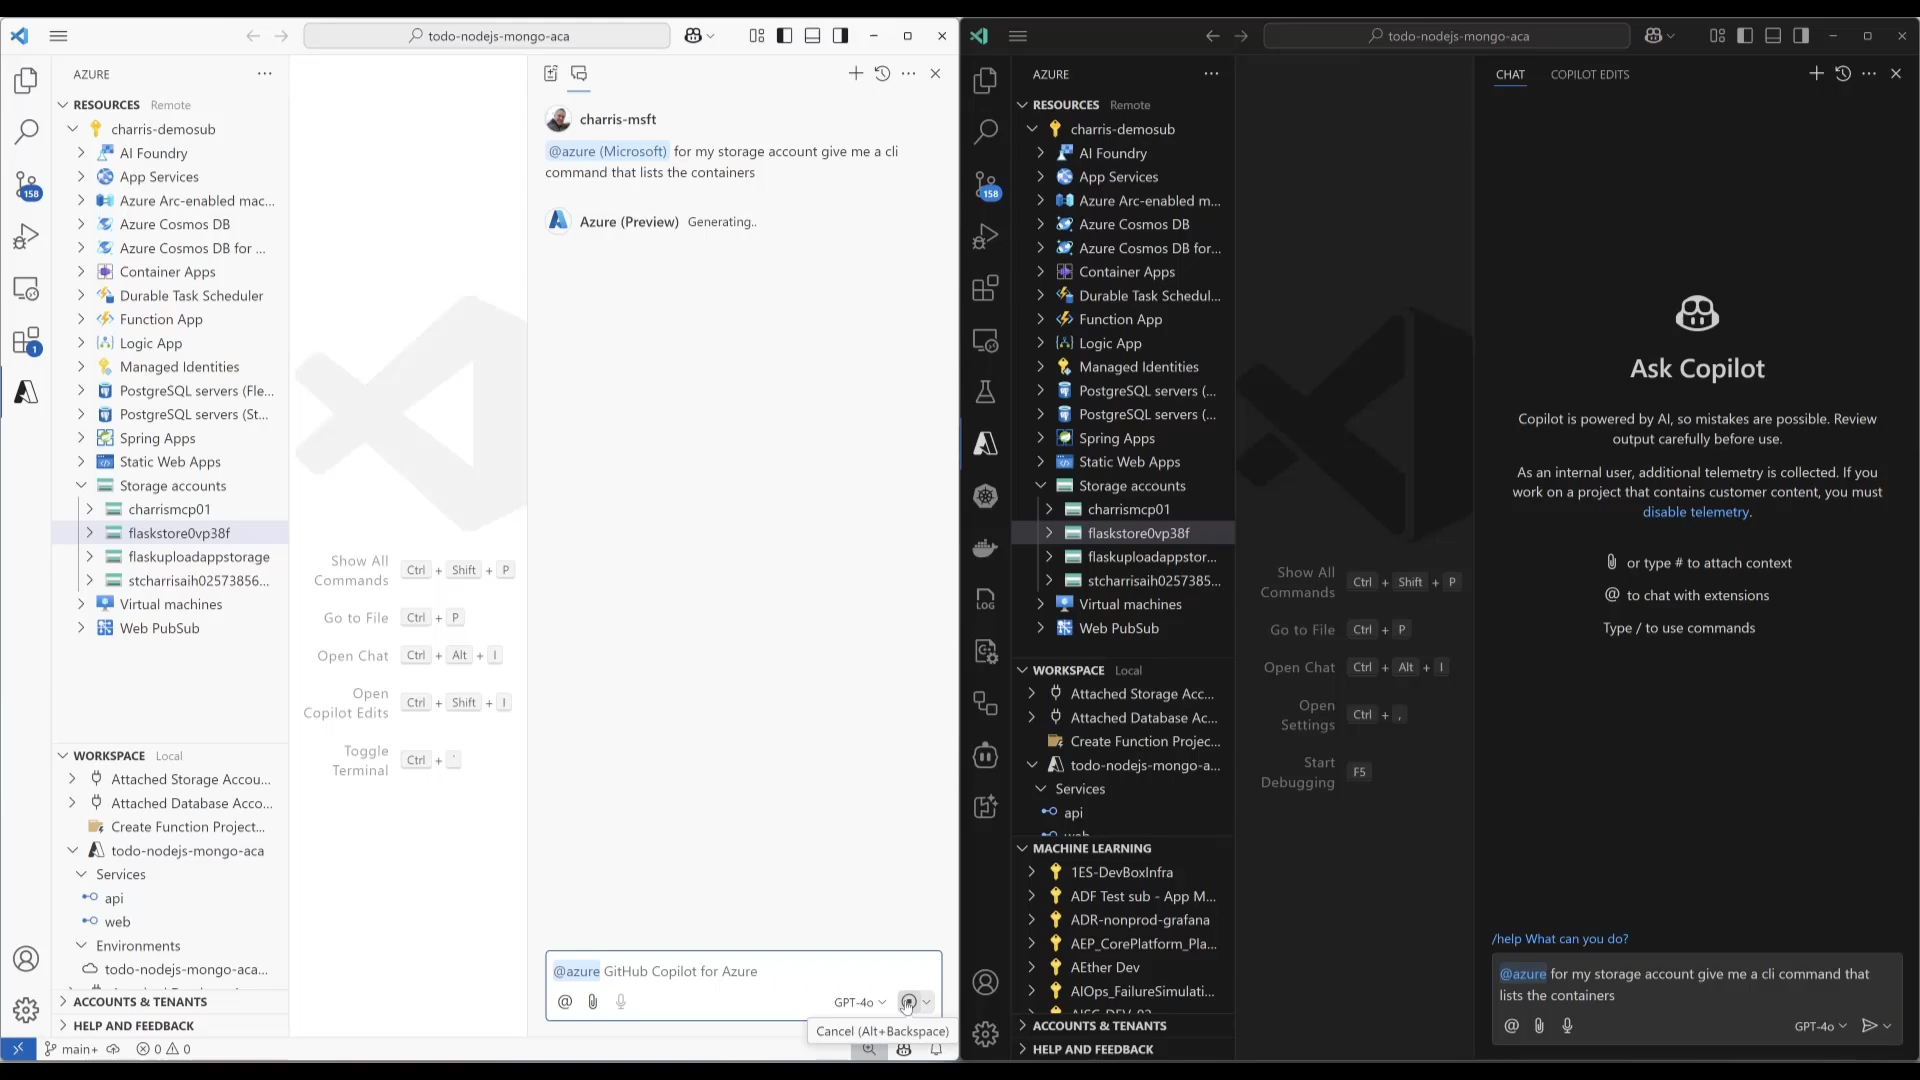 todo-nodejs-mongo-aca
AZURE
RESOURCES Remote
charris-demosub
AI Foundry
App Services
Azure Arc-enabled mac...
Azure Cosmos DB
Azure Cosmos DB for ...
Container Apps
Durable Task Scheduler
Function App
Logic App
Managed Identities
PostgreSQL servers (Fle...
PostgreSQL servers (St...
Spring Apps
Static Web Apps
Storage accounts
charrismcp01
flaskstore0vp38f
flaskuploadappstorage
stcharrisaih02573856...
Virtual machines
Web PubSub
WORKSPACE Local
Attached Storage Accou...
Attached Database Acco...
Create Function Project...
todo-nodejs-mongo-aca
Services
api
web
Environments
todo-nodejs-mongo-aca...
ACCOUNTS & TENANTS
HELP AND FEEDBACK
158
1
main+ 0 0
Show All Commands Ctrl + Shift + P
Go to File Ctrl + P
Open Chat Ctrl + Alt + I
Open Copilot Edits Ctrl + Shift + I
Toggle Terminal Ctrl + `
charris-msft
@azure (Microsoft) for my storage account give me a cli
command that lists the containers
Azure (Preview) Generating..
@azure GitHub Copilot for Azure
GPT-4o
Cancel (Alt+Backspace)
todo-nodejs-mongo-aca
AZURE
RESOURCES Remote
charris-demosub
AI Foundry
App Services
Azure Arc-enabled m...
Azure Cosmos DB
Azure Cosmos DB for...
Container Apps
Durable Task Schedul...
Function App
Logic App
Managed Identities
PostgreSQL servers (...
PostgreSQL servers (...
Spring Apps
Static Web Apps
Storage accounts
charrismcp01
flaskstore0vp38f
flaskuploadappstor...
stcharrisaih0257385...
Virtual machines
Web PubSub
WORKSPACE Local
Attached Storage Acc...
Attached Database Ac...
Create Function Projec...
todo-nodejs-mongo-a...
Services
api
web
MACHINE LEARNING
1ES-DevBoxInfra
ADF Test sub - App M...
ADR-nonprod-grafana
AEP_CorePlatform_Pla...
AEther Dev
AIOps_FailureSimulati...
ACCOUNTS & TENANTS
HELP AND FEEDBACK
158
LOG
Show All Commands Ctrl + Shift + P
Go to File Ctrl + P
Open Chat Ctrl + Alt + I
Open Settings Ctrl + ,
Start Debugging F5
CHAT COPILOT EDITS
Ask Copilot
Copilot is powered by AI, so mistakes are possible. Review
output carefully before use.
As an internal user, additional telemetry is collected. If you
work on a project that contains customer content, you must
disable telemetry.
or type # to attach context
@ to chat with extensions
Type / to use commands
/help What can you do?
@azure for my storage account give me a cli command that
lists the containers
GPT-4o